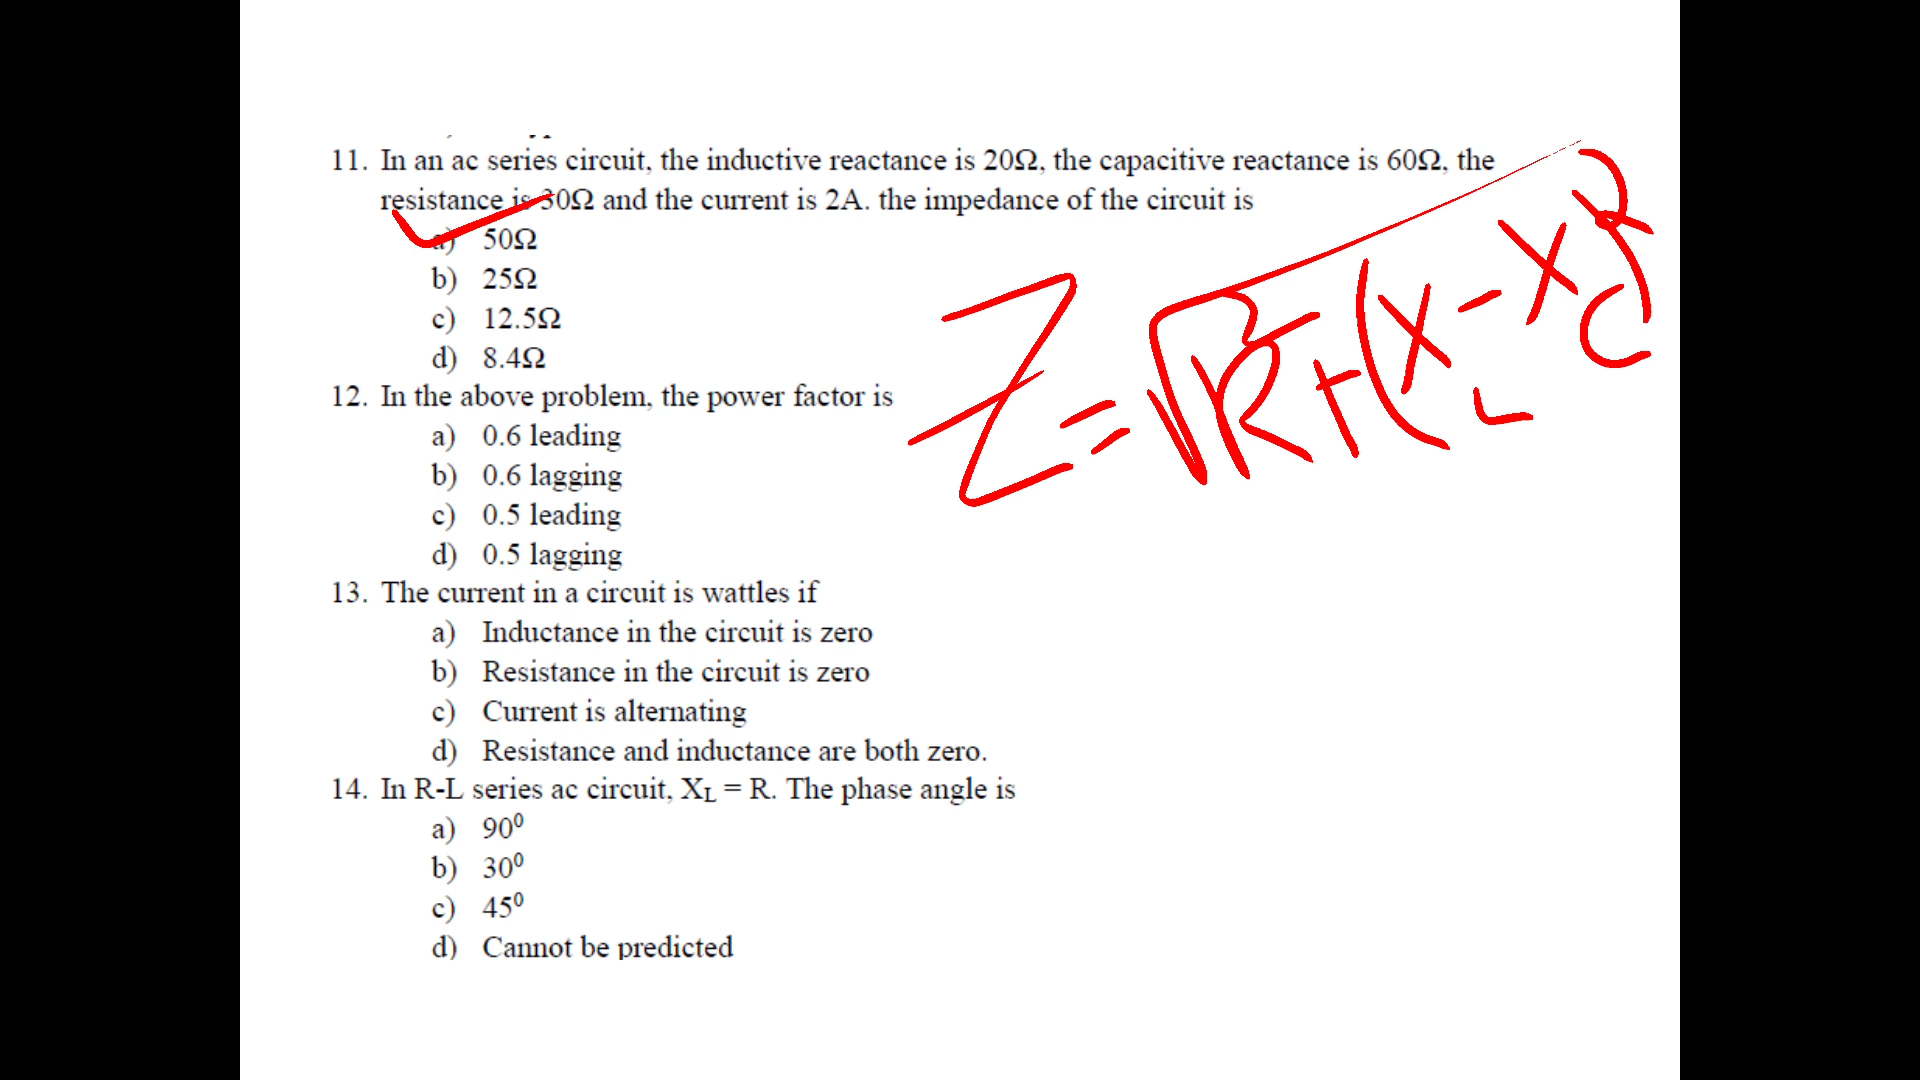 11. In an ac series circuit, the inductive reactance is 20Ω, the capacitive reactance is 60Ω, the
resistance is 30Ω and the current is 2A. the impedance of the circuit is
a) 50Ω
b) 25Ω
c) 12.5Ω
d) 8.4Ω
Z = √R² + (X_L - X_C)²
12. In the above problem, the power factor is
a) 0.6 leading
b) 0.6 lagging
c) 0.5 leading
d) 0.5 lagging
13. The current in a circuit is wattles if
a) Inductance in the circuit is zero
b) Resistance in the circuit is zero
c) Current is alternating
d) Resistance and inductance are both zero.
14. In R-L series ac circuit, X_L = R. The phase angle is
a) 90⁰
b) 30⁰
c) 45⁰
d) Cannot be predicted